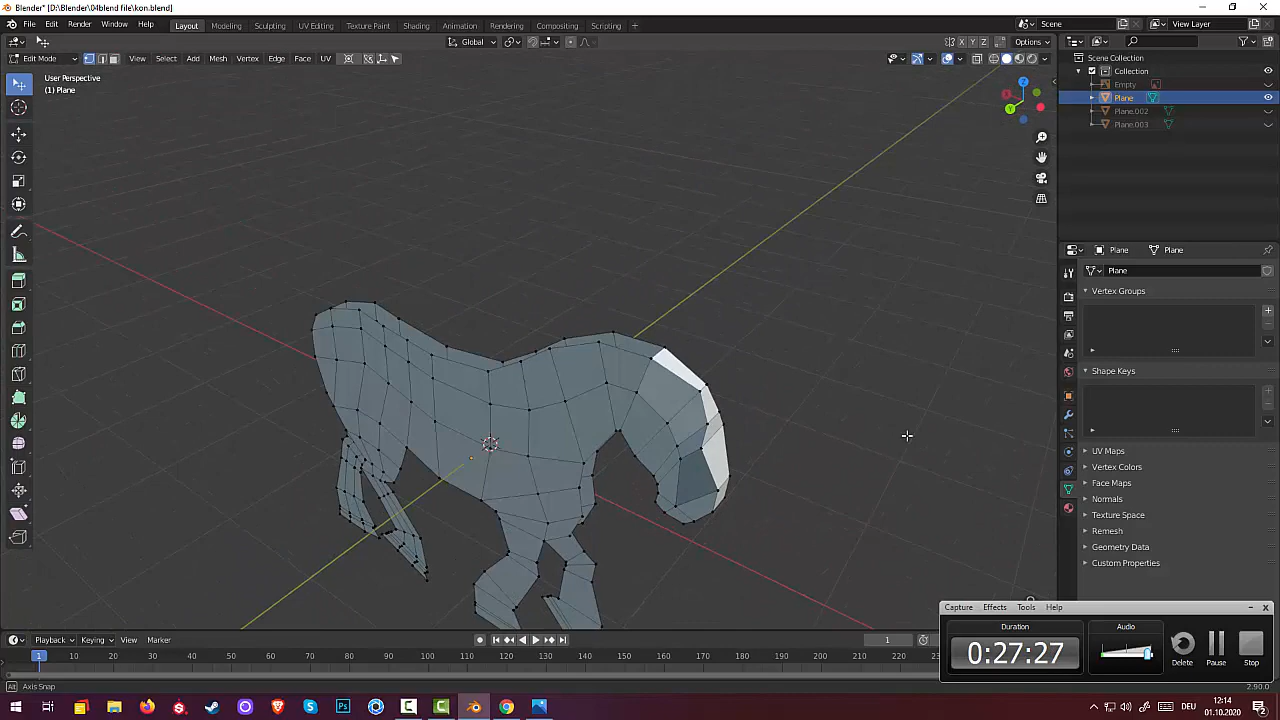 Blender* [D:\Blender\04blend file\kon.blend]
File Edit Render Window Help Layout Modeling Sculpting UV Editing Texture Paint Shading Animation Rendering Compositing Scripting + Scene View Layer
Global Options
Edit Mode View Select Add Mesh Vertex Edge Face UV
User Perspective
(1) Plane
Scene Collection
Collection
Empty
Plane
Plane.002
Plane.003
Plane Plane
Plane
Vertex Groups
Shape Keys
UV Maps
Vertex Colors
Face Maps
Normals
Texture Space
Remesh
Geometry Data
Custom Properties
Capture Effects Tools Help
Duration Audio
0:27:27
Delete Pause Stop
Playback Keying View Marker 1
1 10 20 30 40 50 60 70 80 90 100 110 120 130 140 150 160 170 180 190 200 210 220 230
Axis Snap 2.90.0
DEU 12:14
01.10.2020